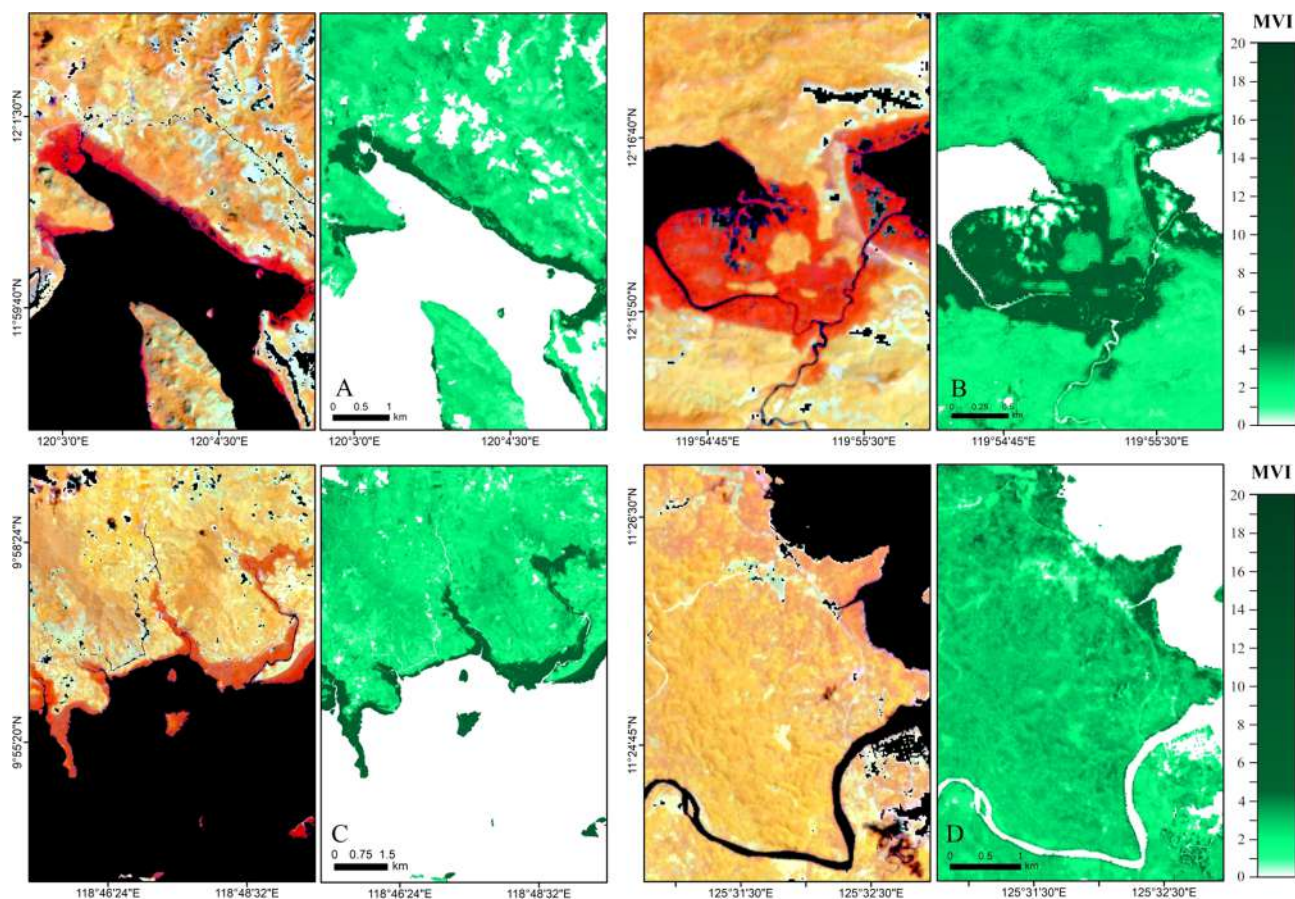 MVI
20
18
16
14
12
10
8
6
4
2
0
12°1'30"N
11°59'40"N
A
0 0.5 1
km
120°3'0"E
120°4'30"E
120°3'0"E
120°4'30"E
12°16'40"N
12°15'50"N
B
0 0.25 0.5
km
119°54'45"E
119°55'30"E
119°54'45"E
119°55'30"E
MVI
20
18
16
14
12
10
8
6
4
2
0
9°58'24"N
9°55'20"N
C
0 0.75 1.5
km
118°46'24"E
118°48'32"E
118°46'24"E
118°48'32"E
11°26'30"N
11°24'45"N
D
0 0.5 1
km
125°31'30"E
125°32'30"E
125°31'30"E
125°32'30"E